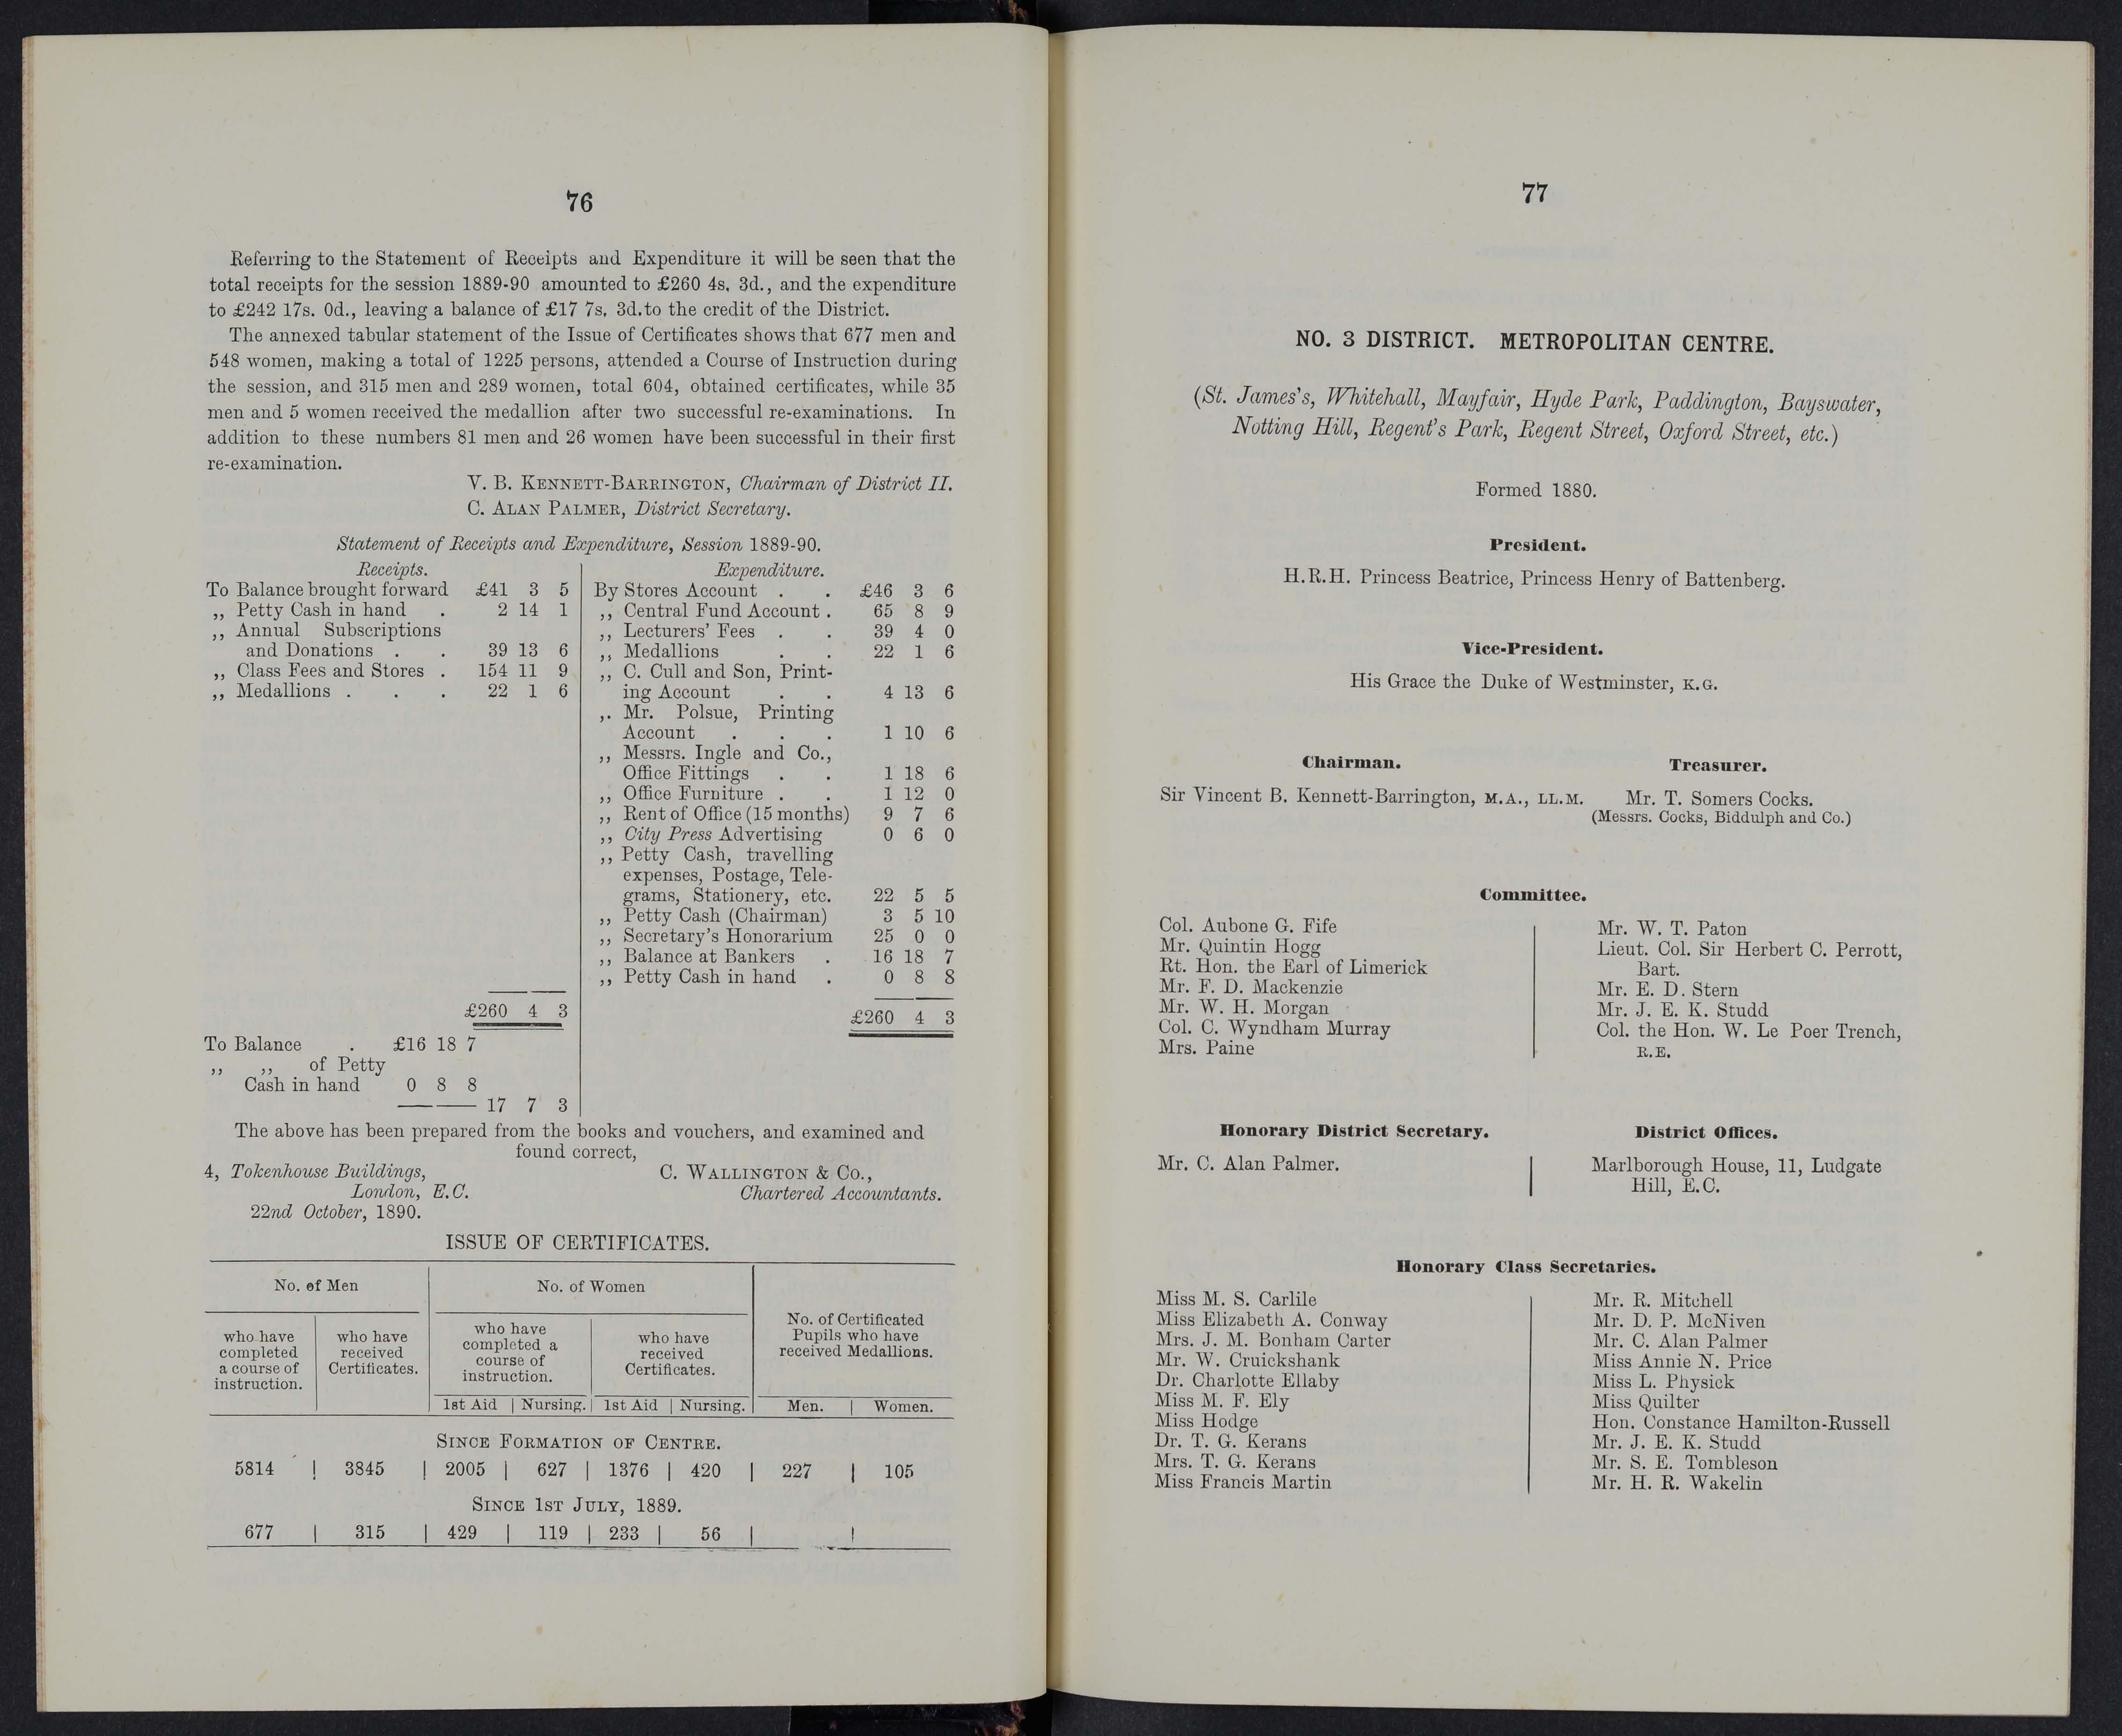 76
Referring to the Statement of Receipts and Expenditure it will be seen that the
total receipts for the session 1889-90 amounted to £260 4s. 3d., and the expenditure
to £242 17s. 0d., leaving a balance of £17 7s. 3d.to the credit of the District.
The annexed tabular statement of the Issue of Certificates shows that 677 men and
548 women, making a total of 1225 persons, attended a Course of Instruction during
the session, and 315 men and 289 women, total 604, obtained certificates, while 35
men and 5 women received the medallion after two successful re-examinations. In
addition to these numbers 81 men and 26 women have been successful in their first
re-examination.
V. B. KENNETT-BARRINGTON, Chairman of District II.
C. ALAN PALMER, District Secretary.
Statement of Receipts and Expenditure, Session 1889-90.
Receipts.
To Balance brought forward £41 3 5
,, Petty Cash in hand . 2 14 1
,, Annual Subscriptions
and Donations . . 39 13 6
,, Class Fees and Stores . 154 11 9
,, Medallions . . . 22 1 6
£260 4 3
To Balance . £16 18 7
,, ,, of Petty
Cash in hand 0 8 8
17 7 3
Expenditure.
By Stores Account . . £46 3 6
,, Central Fund Account . 65 8 9
,, Lecturers' Fees . . 39 4 0
,, Medallions . . 22 1 6
,, C. Cull and Son, Print-
ing Account . . 4 13 6
,. Mr. Polsue, Printing
Account . . . 1 10 6
,, Messrs. Ingle and Co.,
Office Fittings . . 1 18 6
,, Office Furniture . . 1 12 0
,, Rent of Office (15 months) 9 7 6
,, City Press Advertising 0 6 0
,, Petty Cash, travelling
expenses, Postage, Tele-
grams, Stationery, etc. 22 5 5
,, Petty Cash (Chairman) 3 5 10
,, Secretary's Honorarium 25 0 0
,, Balance at Bankers . 16 18 7
,, Petty Cash in hand . 0 8 8
£260 4 3
The above has been prepared from the books and vouchers, and examined and
found correct,
4, Tokenhouse Buildings, C. WALLINGTON & CO.,
London, E.C. Chartered Accountants.
22nd October, 1890.
ISSUE OF CERTIFICATES.
No. of Men
No. of Women
No. of Certificated
Pupils who have
received Medallions.
who have
completed
a course of
instruction.
who have
received
Certificates.
who have
completed a
course of
instruction.
who have
received
Certificates.
1st Aid | Nursing. | 1st Aid | Nursing. | Men. | Women.
SINCE FORMATION OF CENTRE.
5814 | 3845 | 2005 | 627 | 1376 | 420 | 227 | 105
SINCE 1ST JULY, 1889.
677 | 315 | 429 | 119 | 233 | 56 | |
77
NO. 3 DISTRICT. METROPOLITAN CENTRE.
(St. James's, Whitehall, Mayfair, Hyde Park, Paddington, Bayswater,
Notting Hill, Regent's Park, Regent Street, Oxford Street, etc.)
Formed 1880.
President.
H.R.H. Princess Beatrice, Princess Henry of Battenberg.
Vice-President.
His Grace the Duke of Westminster, K.G.
Chairman.
Sir Vincent B. Kennett-Barrington, M.A., LL.M.
Treasurer.
Mr. T. Somers Cocks.
(Messrs. Cocks, Biddulph and Co.)
Committee.
Col. Aubone G. Fife
Mr. Quintin Hogg
Rt. Hon. the Earl of Limerick
Mr. F. D. Mackenzie
Mr. W. H. Morgan
Col. C. Wyndham Murray
Mrs. Paine
Mr. W. T. Paton
Lieut. Col. Sir Herbert C. Perrott,
Bart.
Mr. E. D. Stern
Mr. J. E. K. Studd
Col. the Hon. W. Le Poer Trench,
R.E.
Honorary District Secretary.
Mr. C. Alan Palmer.
District Offices.
Marlborough House, 11, Ludgate
Hill, E.C.
Honorary Class Secretaries.
Miss M. S. Carlile
Miss Elizabeth A. Conway
Mrs. J. M. Bonham Carter
Mr. W. Cruickshank
Dr. Charlotte Ellaby
Miss M. F. Ely
Miss Hodge
Dr. T. G. Kerans
Mrs. T. G. Kerans
Miss Francis Martin
Mr. R. Mitchell
Mr. D. P. McNiven
Mr. C. Alan Palmer
Miss Annie N. Price
Miss L. Physick
Miss Quilter
Hon. Constance Hamilton-Russell
Mr. J. E. K. Studd
Mr. S. E. Tombleson
Mr. H. R. Wakelin